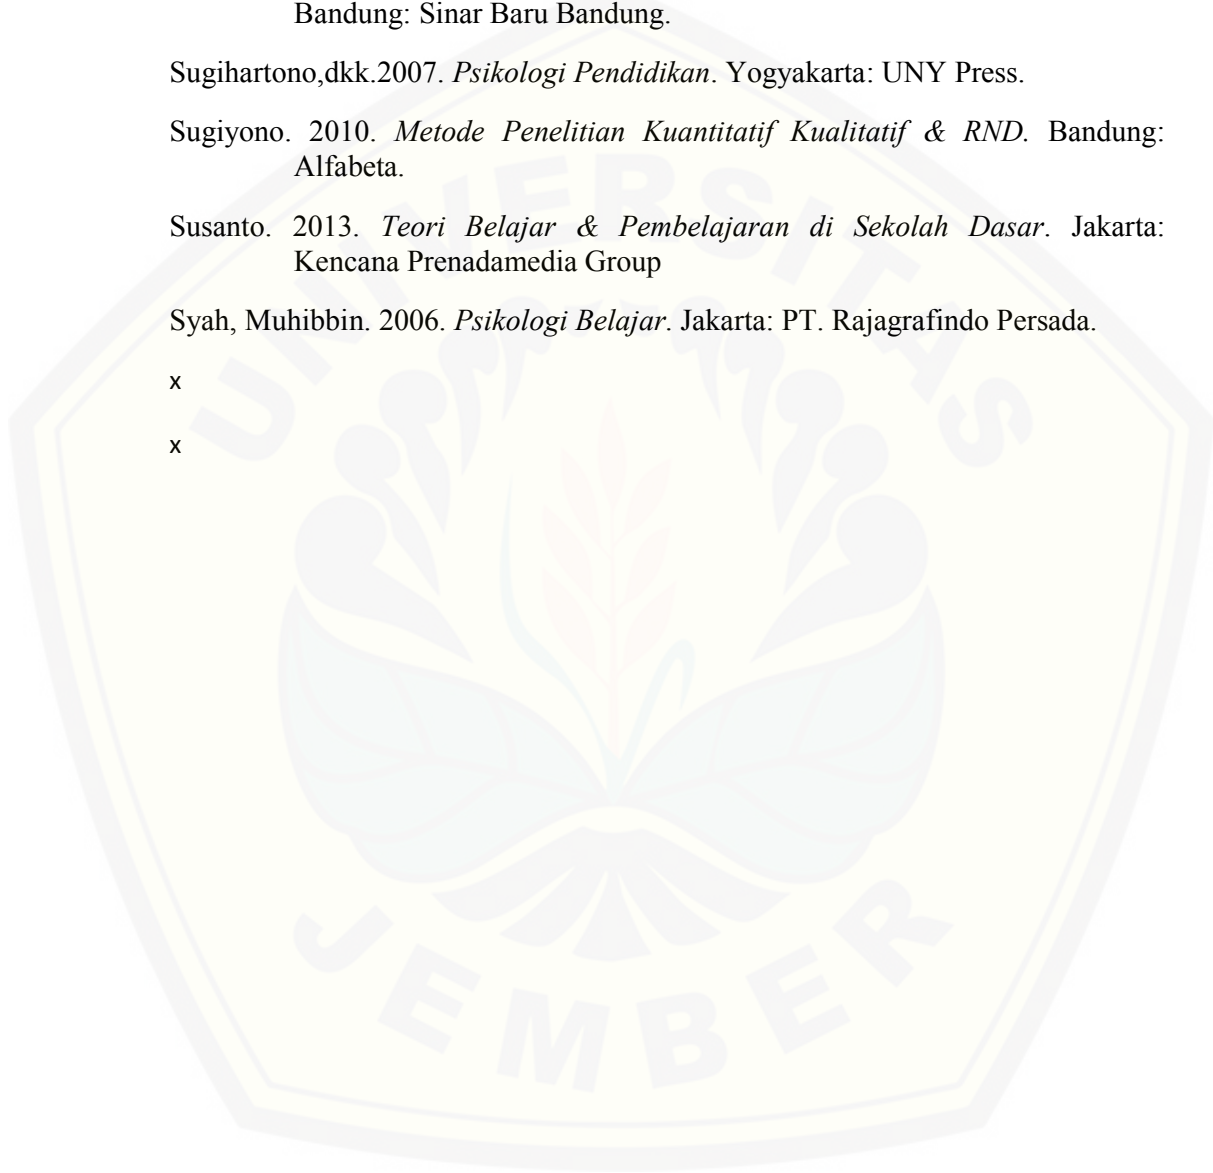 Bandung: Sinar Baru Bandung.
Sugihartono,dkk.2007. Psikologi Pendidikan. Yogyakarta: UNY Press.
Sugiyono. 2010. Metode Penelitian Kuantitatif Kualitatif & RND. Bandung:
Alfabeta.
Susanto. 2013. Teori Belajar & Pembelajaran di Sekolah Dasar. Jakarta:
Kencana Prenadamedia Group
Syah, Muhibbin. 2006. Psikologi Belajar. Jakarta: PT. Rajagrafindo Persada.
x
x
UNIVERSITAS
JEMBER